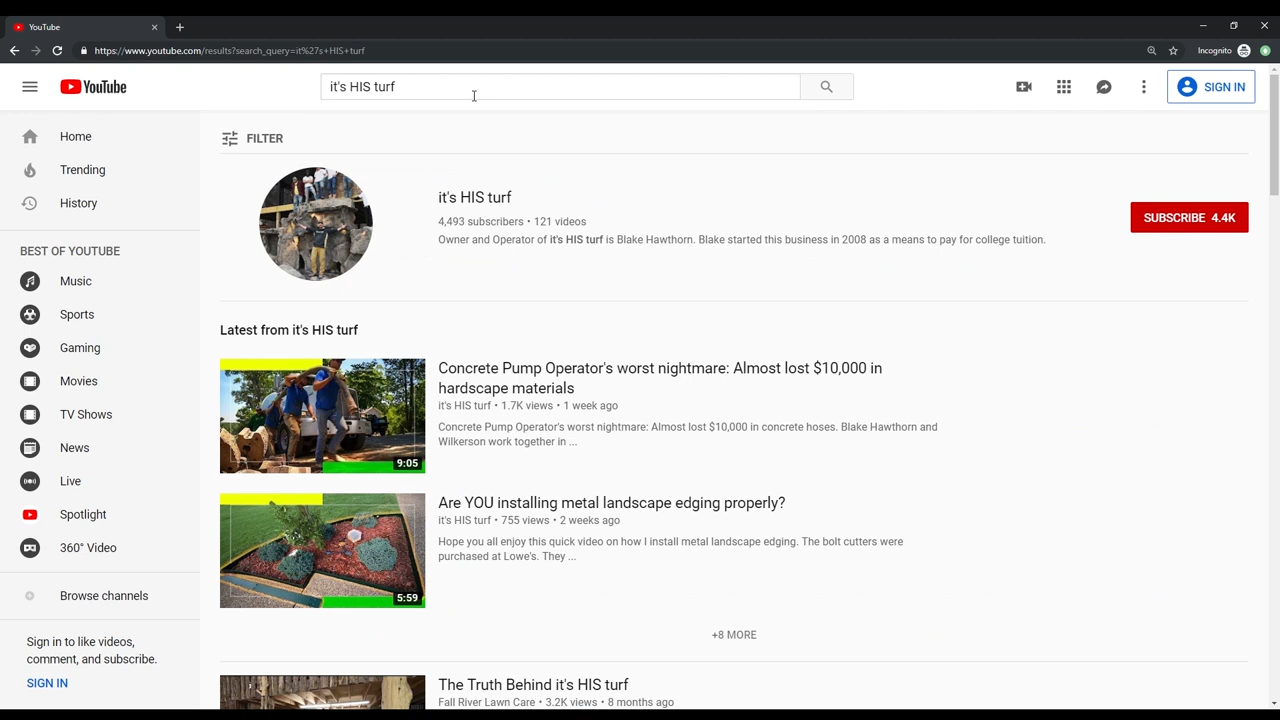 YouTube
https://www.youtube.com/results?search_query=it%27s+HIS+turf
Incognito
YouTube
it's HIS turf
SIGN IN
Home
Trending
History
BEST OF YOUTUBE
Music
Sports
Gaming
Movies
TV Shows
News
Live
Spotlight
360° Video
Browse channels
Sign in to like videos,
comment, and subscribe.
SIGN IN
FILTER
it's HIS turf
4,493 subscribers • 121 videos
Owner and Operator of it's HIS turf is Blake Hawthorn. Blake started this business in 2008 as a means to pay for college tuition.
SUBSCRIBE 4.4K
Latest from it's HIS turf
9:05
Concrete Pump Operator's worst nightmare: Almost lost $10,000 in
hardscape materials
it's HIS turf • 1.7K views • 1 week ago
Concrete Pump Operator's worst nightmare: Almost lost $10,000 in concrete hoses. Blake Hawthorn and
Wilkerson work together in ...
5:59
Are YOU installing metal landscape edging properly?
it's HIS turf • 755 views • 2 weeks ago
Hope you all enjoy this quick video on how I install metal landscape edging. The bolt cutters were
purchased at Lowe's. They ...
+8 MORE
The Truth Behind it's HIS turf
Fall River Lawn Care • 3.2K views • 8 months ago